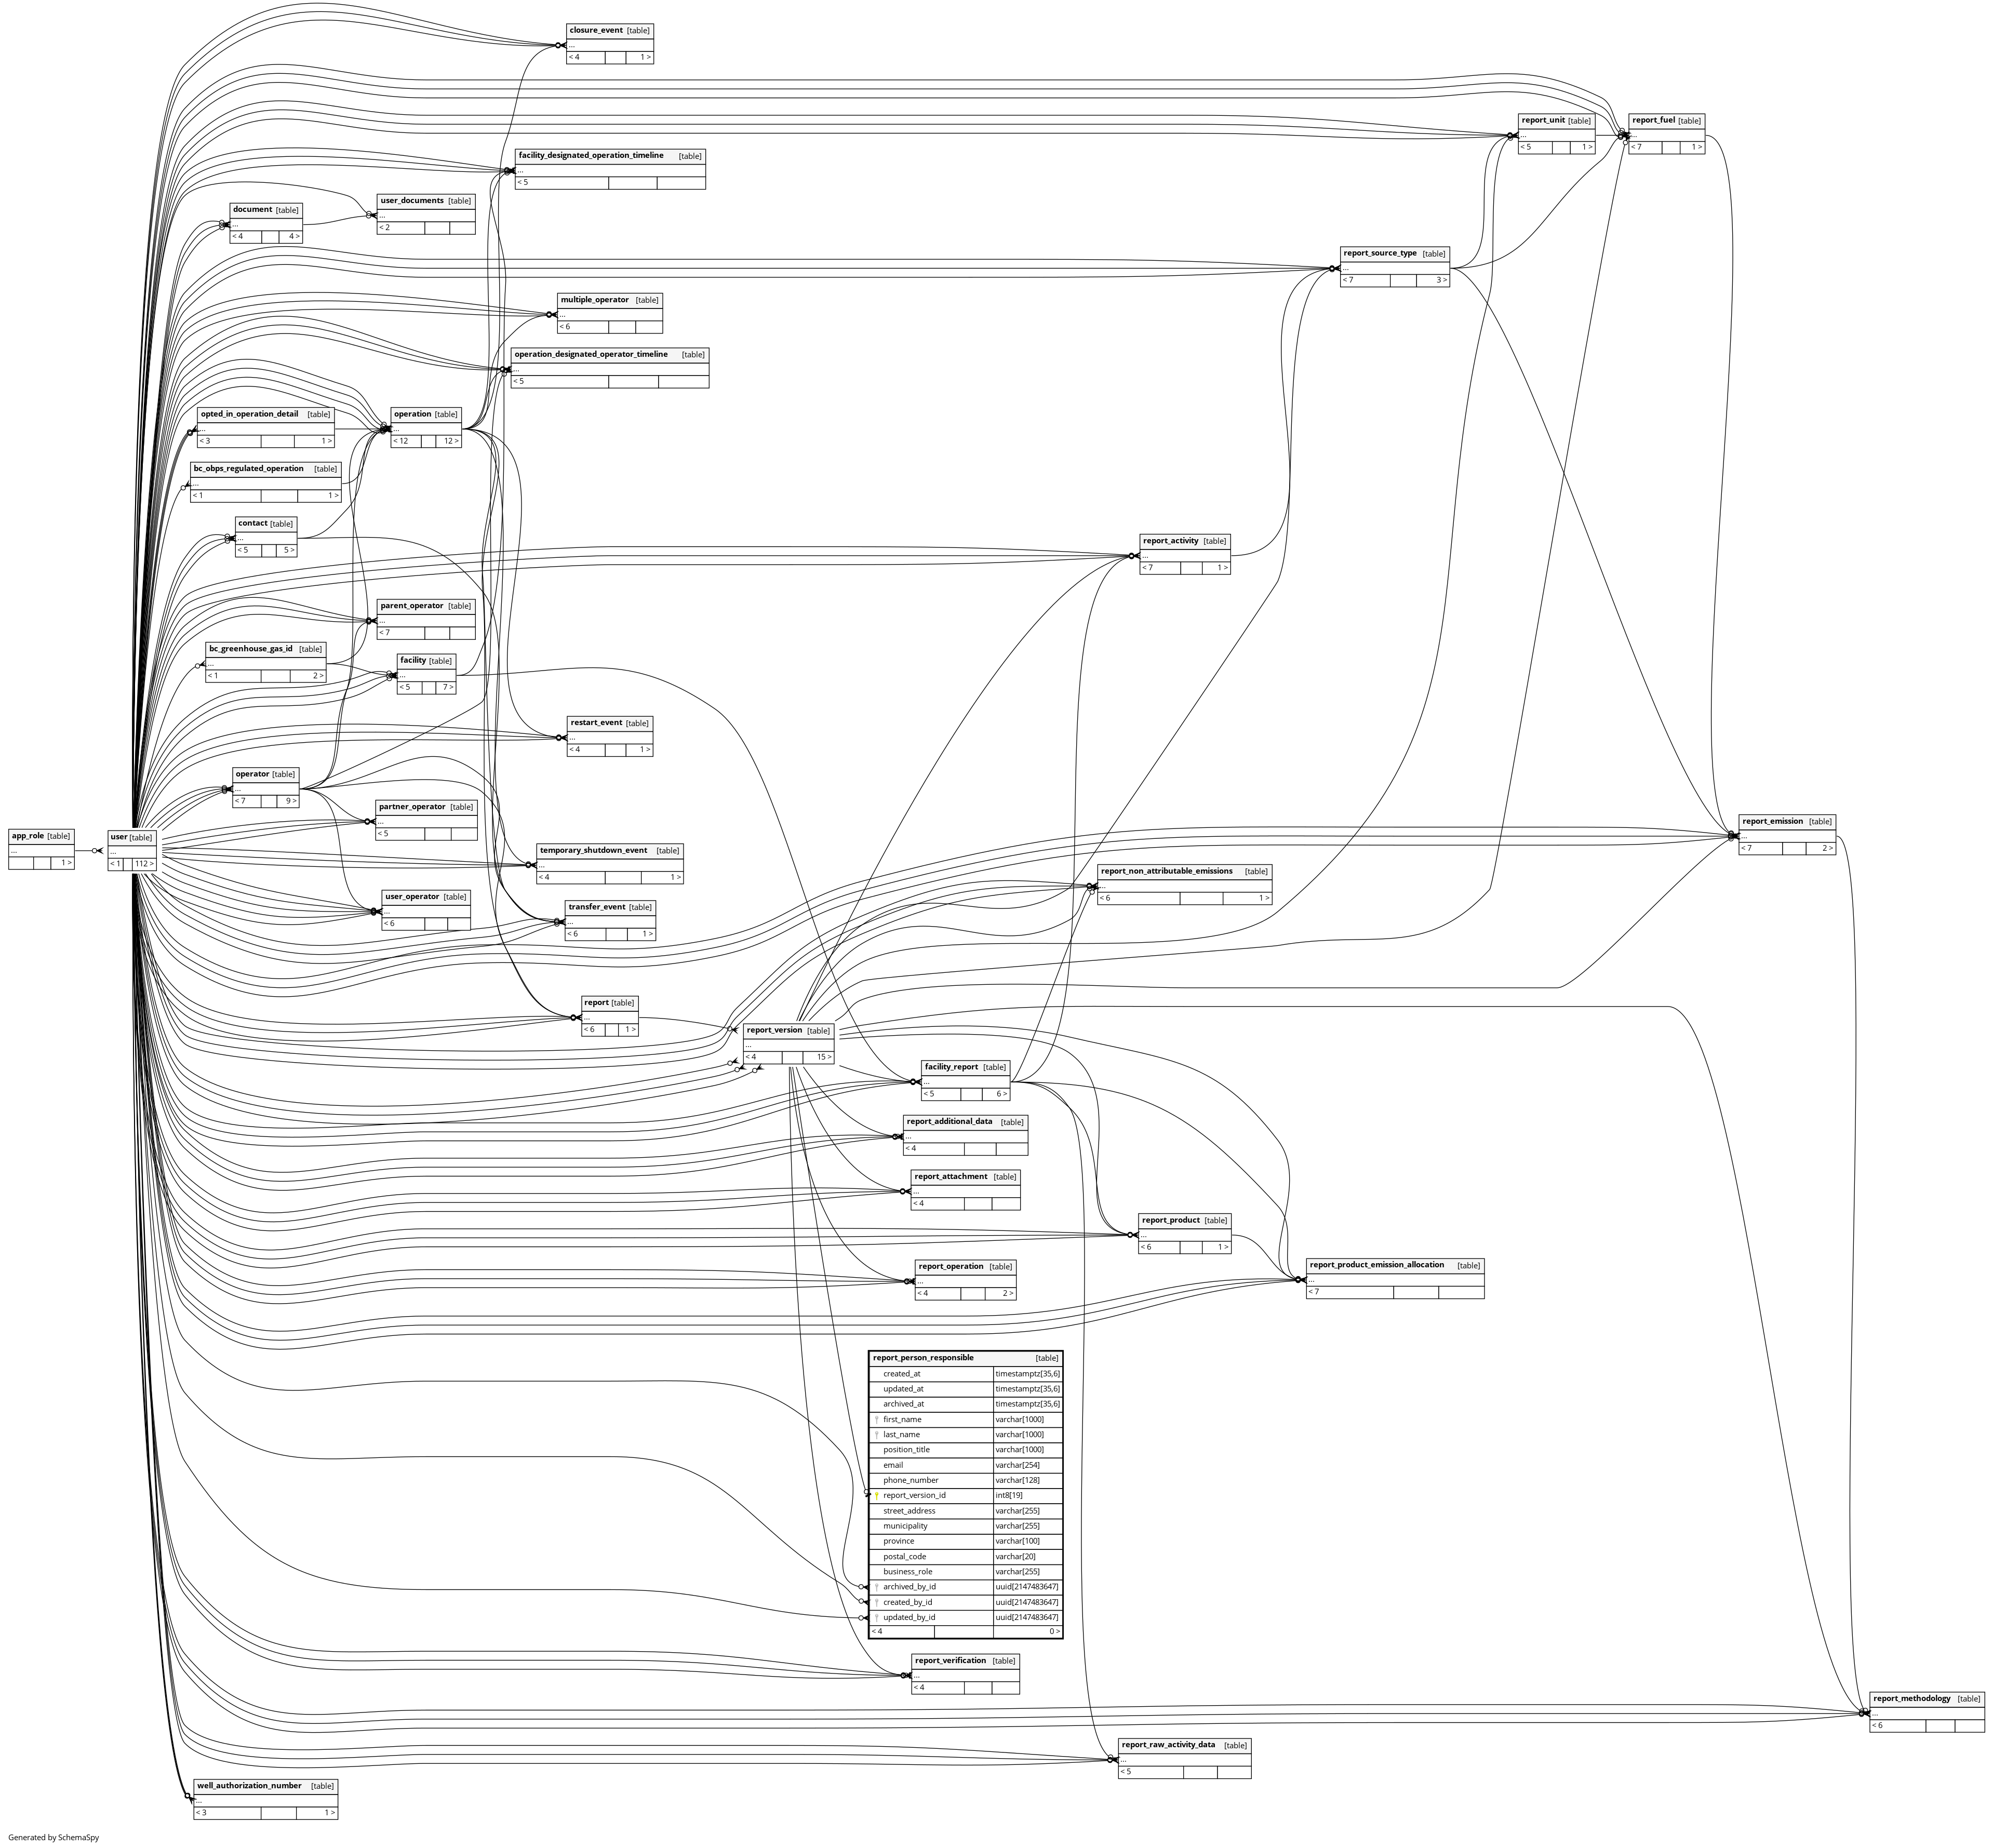 closure_event [table]
...
< 4 1 >
report_unit [table]
...
< 5 1 >
report_fuel [table]
...
< 7 1 >
facility_designated_operation_timeline [table]
...
< 5
user_documents [table]
...
< 2
document [table]
...
< 4 4 >
report_source_type [table]
...
< 7 3 >
multiple_operator [table]
...
< 6
operation_designated_operator_timeline [table]
...
< 5
opted_in_operation_detail [table]
...
< 3 1 >
operation [table]
...
< 12 12 >
bc_obps_regulated_operation [table]
...
< 1 1 >
contact [table]
...
< 5 5 >
report_activity [table]
...
< 7 1 >
parent_operator [table]
...
< 7
bc_greenhouse_gas_id [table]
...
< 1 2 >
facility [table]
...
< 5 7 >
restart_event [table]
...
< 4 1 >
operator [table]
...
< 7 9 >
partner_operator [table]
...
< 5
app_role [table]
...
1 >
user [table]
...
< 1 112 >
report_emission [table]
...
< 7 2 >
temporary_shutdown_event [table]
...
< 4 1 >
report_non_attributable_emissions [table]
...
< 6 1 >
user_operator [table]
...
< 6
transfer_event [table]
...
< 6 1 >
report [table]
...
< 6 1 >
report_version [table]
...
< 4 15 >
facility_report [table]
...
< 5 6 >
report_additional_data [table]
...
< 4
report_attachment [table]
...
< 4
report_product [table]
...
< 6 1 >
report_operation [table]
...
< 4 2 >
report_product_emission_allocation [table]
...
< 7
report_person_responsible [table]
created_at timestamptz[35,6]
updated_at timestamptz[35,6]
archived_at timestamptz[35,6]
first_name varchar[1000]
last_name varchar[1000]
position_title varchar[1000]
email varchar[254]
phone_number varchar[128]
report_version_id int8[19]
street_address varchar[255]
municipality varchar[255]
province varchar[100]
postal_code varchar[20]
business_role varchar[255]
archived_by_id uuid[2147483647]
created_by_id uuid[2147483647]
updated_by_id uuid[2147483647]
< 4 0 >
report_verification [table]
...
< 4
report_methodology [table]
...
< 6
report_raw_activity_data [table]
...
< 5
well_authorization_number [table]
...
< 3 1 >
Generated by SchemaSpy